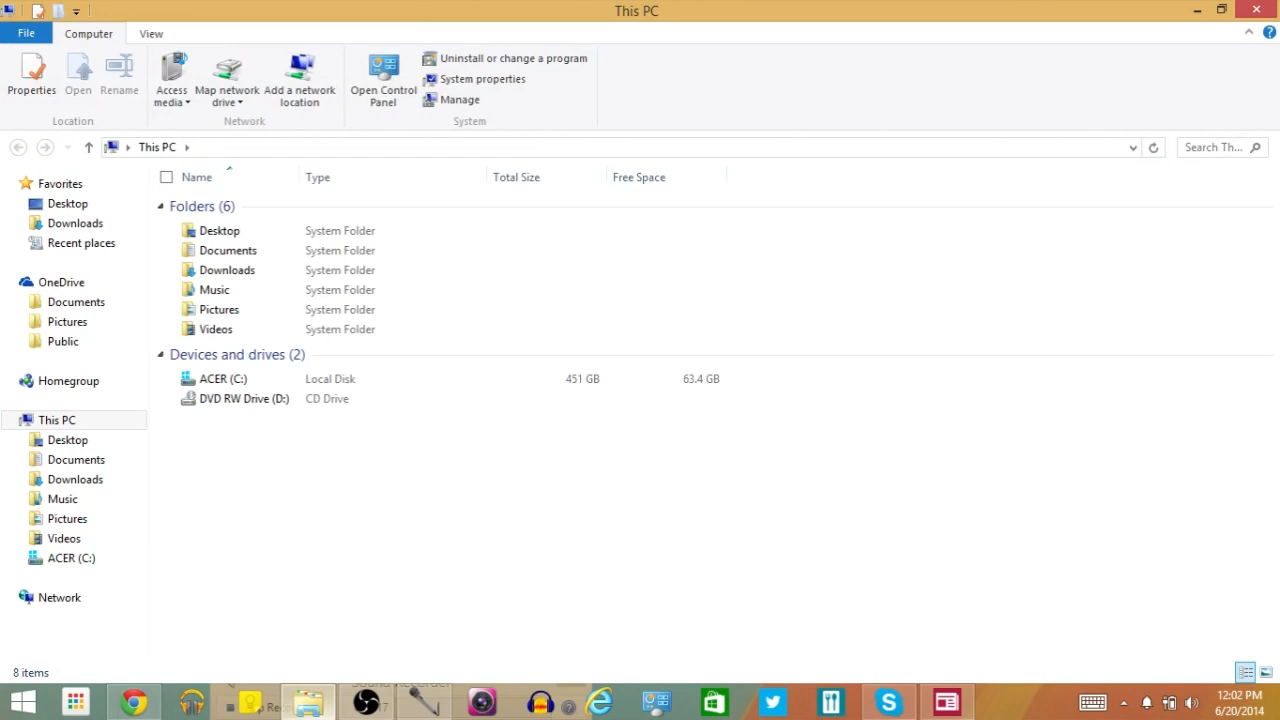 This PC
File Computer View
Properties Open Rename Access media Map network drive Add a network location Open Control Panel Uninstall or change a program
System properties
Manage
Location Network System
This PC
Search Th...
Favorites
Desktop
Downloads
Recent places
OneDrive
Documents
Pictures
Public
Homegroup
This PC
Desktop
Documents
Downloads
Music
Pictures
Videos
ACER (C:)
Network
Name Type Total Size Free Space
Folders (6)
Desktop System Folder
Documents System Folder
Downloads System Folder
Music System Folder
Pictures System Folder
Videos System Folder
Devices and drives (2)
ACER (C:) Local Disk 451 GB 63.4 GB
DVD RW Drive (D:) CD Drive
8 items
12:02 PM
6/20/2014